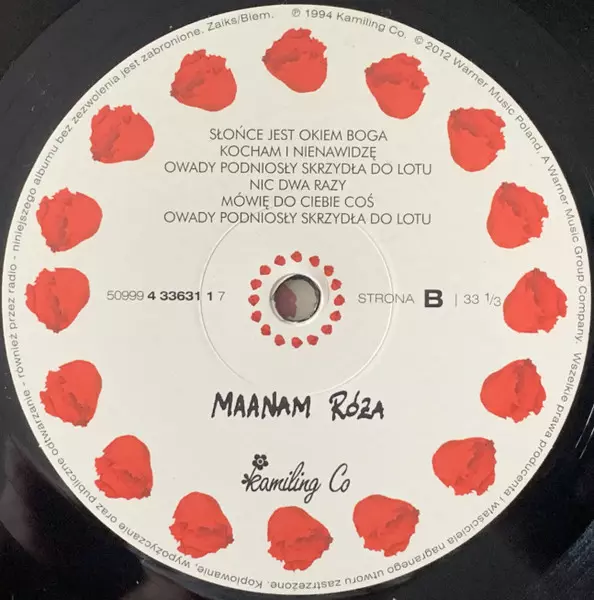 SŁOŃCE JEST OKIEM BOGA
KOCHAM I NIENAWIDZĘ
OWADY PODNIOSŁY SKRZYDŁA DO LOTU
NIC DWA RAZY
MÓWIĘ DO CIEBIE COŚ
OWADY PODNIOSŁY SKRZYDŁA DO LOTU
50999 4 33631 1 7
STRONA B | 33 1/3
MAANAM RÓŻA
Kamiling Co
℗ 1994 Kamiling Co. © 2012 Warner Music Poland, A Warner Music Group Company. Wszelkie prawa producenta i właściciela nagranego utworu zastrzeżone. Kopiowanie, wypożyczanie oraz publiczne odtwarzanie - również przez radio - niniejszego albumu bez zezwolenia jest zabronione. Zaiks/Biem.